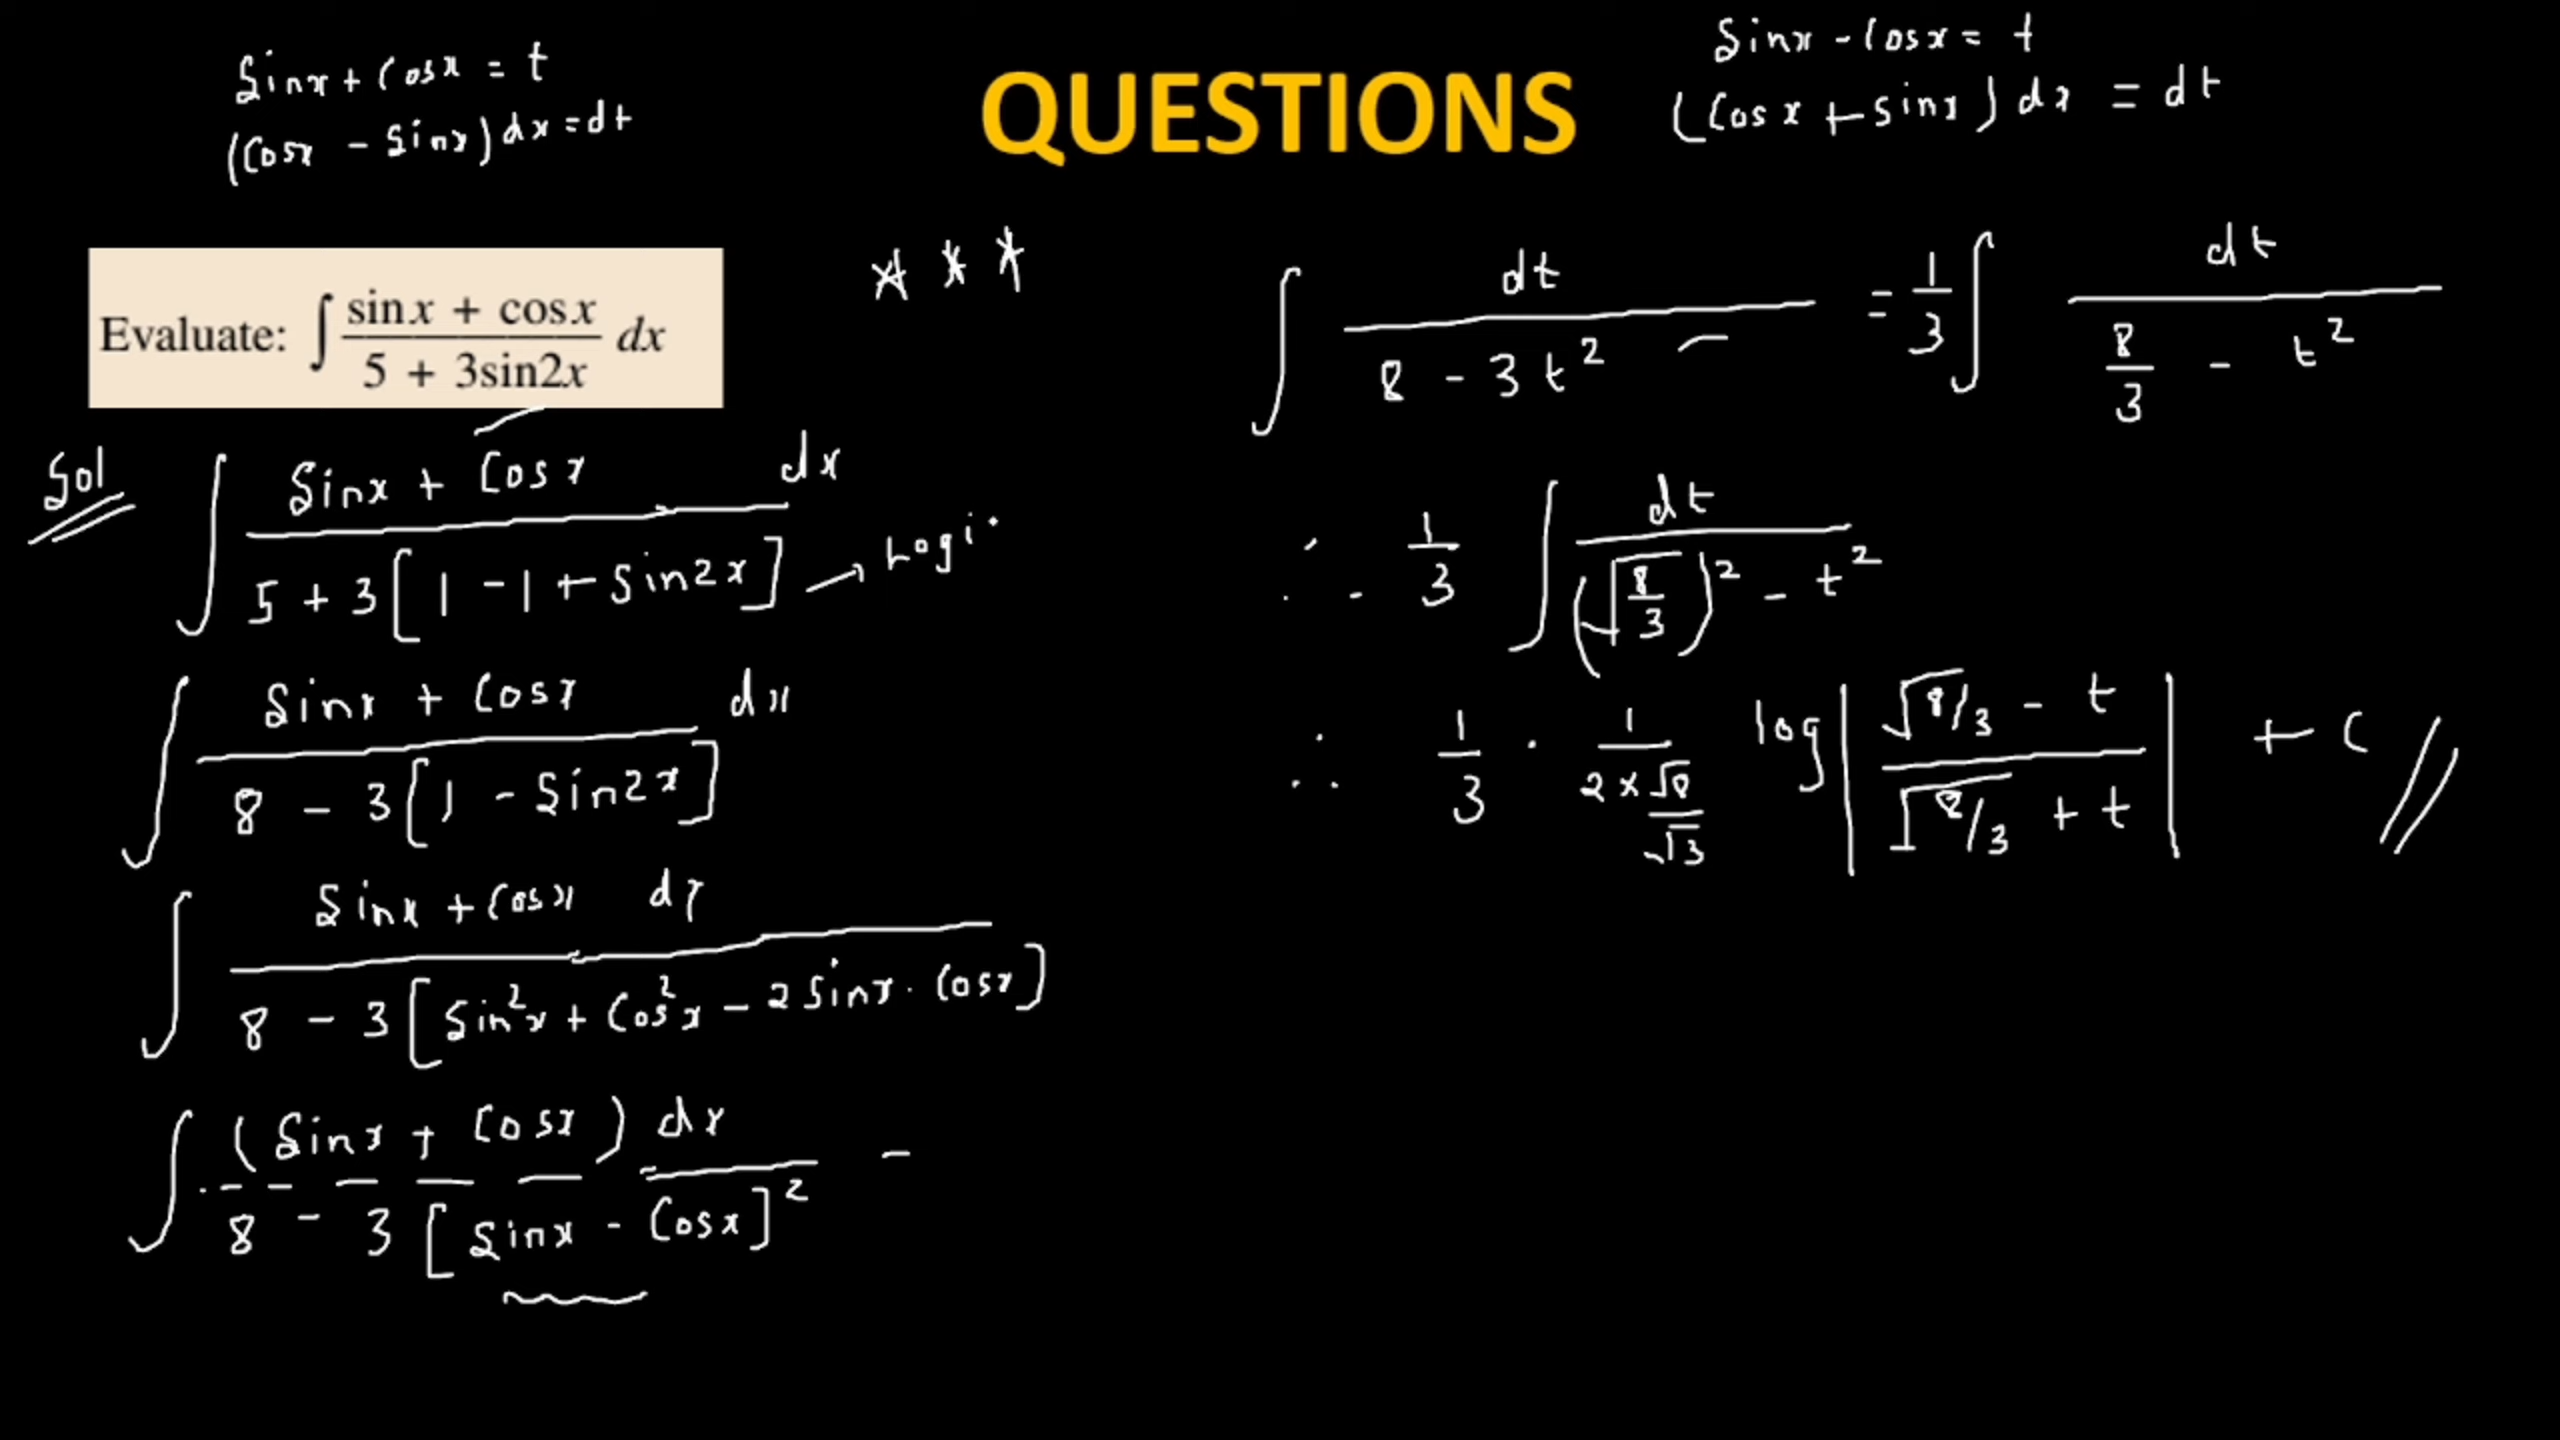 sinx + cosx = t
(cosx - sinx) dx = dt
QUESTIONS
sinx - cosx = t
(cosx + sinx) dx = dt
Evaluate: ∫ (sinx + cosx)/(5 + 3sin2x) dx
***
Sol ∫ (sinx + cosx)/(5 + 3[1 - 1 + sin2x]) dx → Logi.
∫ (sinx + cosx)/(8 - 3[1 - sin2x]) dx
∫ (sinx + cosx dx)/(8 - 3[sin²x + cos²x - 2 sinx . cosx])
∫ ((sinx + cosx) dx)/(8 - 3[sinx - cosx]²) -
∫ dt/(8 - 3t²) = 1/3 ∫ dt/(8/3 - t²)
∴ 1/3 ∫ dt/((√(8/3))² - t²)
∴ 1/3 . 1/(2 × √8/√3) log |(√8/3 - t)/(√8/3 + t)| + C //